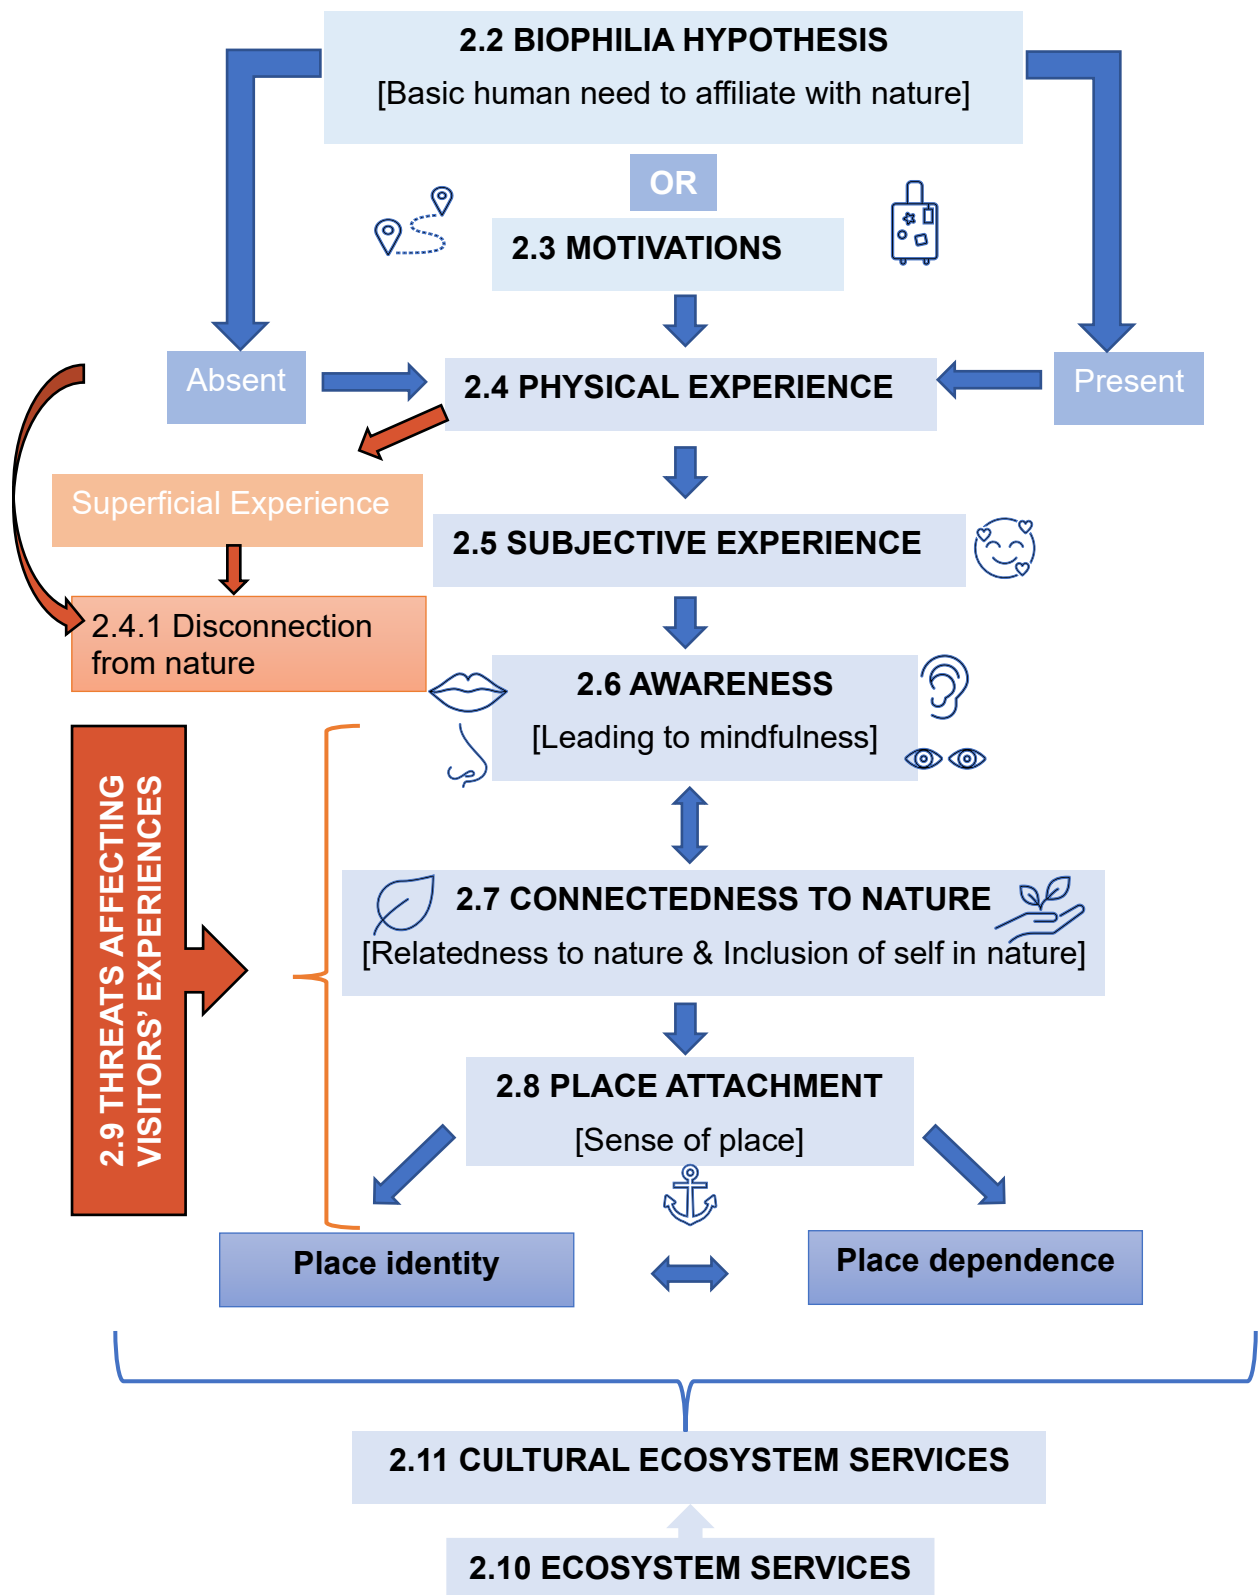 2.2 BIOPHILIA HYPOTHESIS
[Basic human need to affiliate with nature]
OR
2.3 MOTIVATIONS
Absent
2.4 PHYSICAL EXPERIENCE
Present
Superficial Experience
2.5 SUBJECTIVE EXPERIENCE
2.4.1 Disconnection
from nature
2.6 AWARENESS
[Leading to mindfulness]
2.9 THREATS AFFECTING
VISITORS’ EXPERIENCES
2.7 CONNECTEDNESS TO NATURE
[Relatedness to nature & Inclusion of self in nature]
2.8 PLACE ATTACHMENT
[Sense of place]
Place identity
Place dependence
2.11 CULTURAL ECOSYSTEM SERVICES
2.10 ECOSYSTEM SERVICES